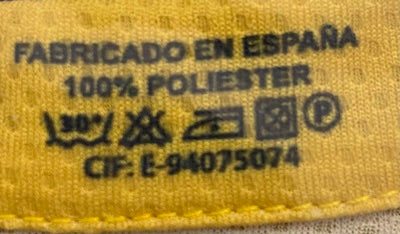 FABRICADO EN ESPAÑA
100% POLIESTER
30° P
CIF: E-94075074